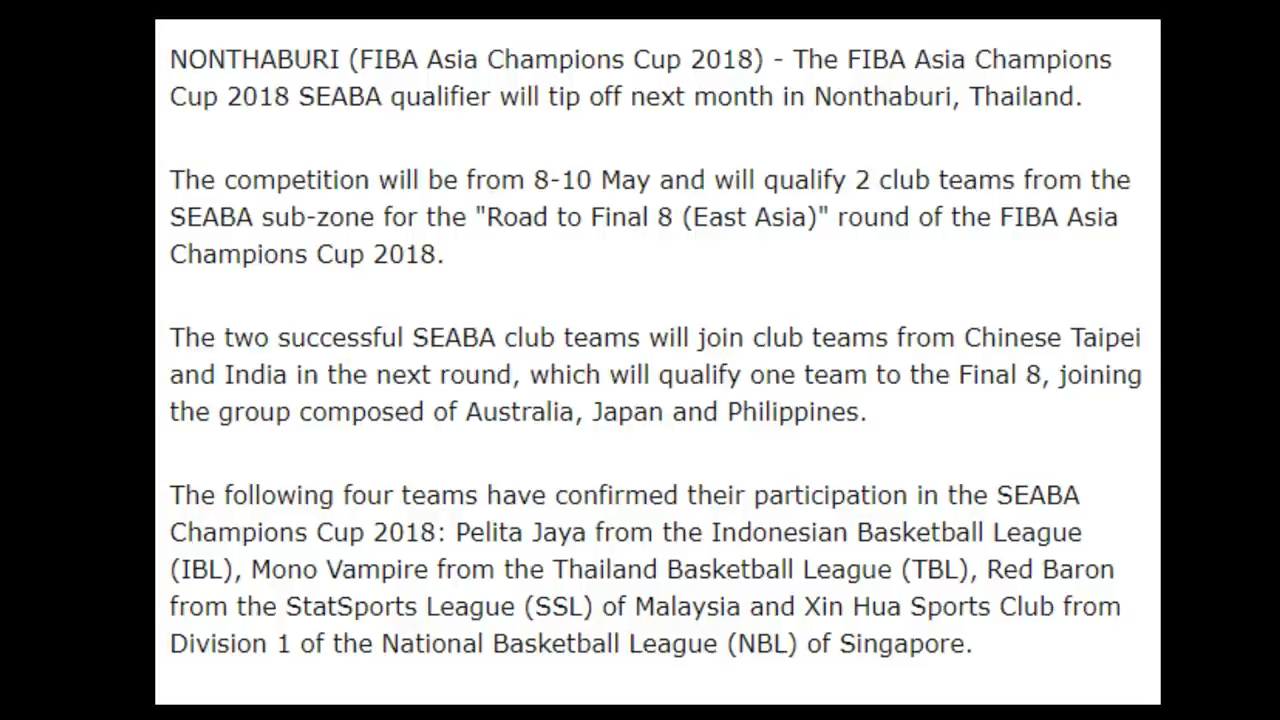 NONTHABURI (FIBA Asia Champions Cup 2018) - The FIBA Asia Champions
Cup 2018 SEABA qualifier will tip off next month in Nonthaburi, Thailand.
The competition will be from 8-10 May and will qualify 2 club teams from the
SEABA sub-zone for the "Road to Final 8 (East Asia)" round of the FIBA Asia
Champions Cup 2018.
The two successful SEABA club teams will join club teams from Chinese Taipei
and India in the next round, which will qualify one team to the Final 8, joining
the group composed of Australia, Japan and Philippines.
The following four teams have confirmed their participation in the SEABA
Champions Cup 2018: Pelita Jaya from the Indonesian Basketball League
(IBL), Mono Vampire from the Thailand Basketball League (TBL), Red Baron
from the StatSports League (SSL) of Malaysia and Xin Hua Sports Club from
Division 1 of the National Basketball League (NBL) of Singapore.